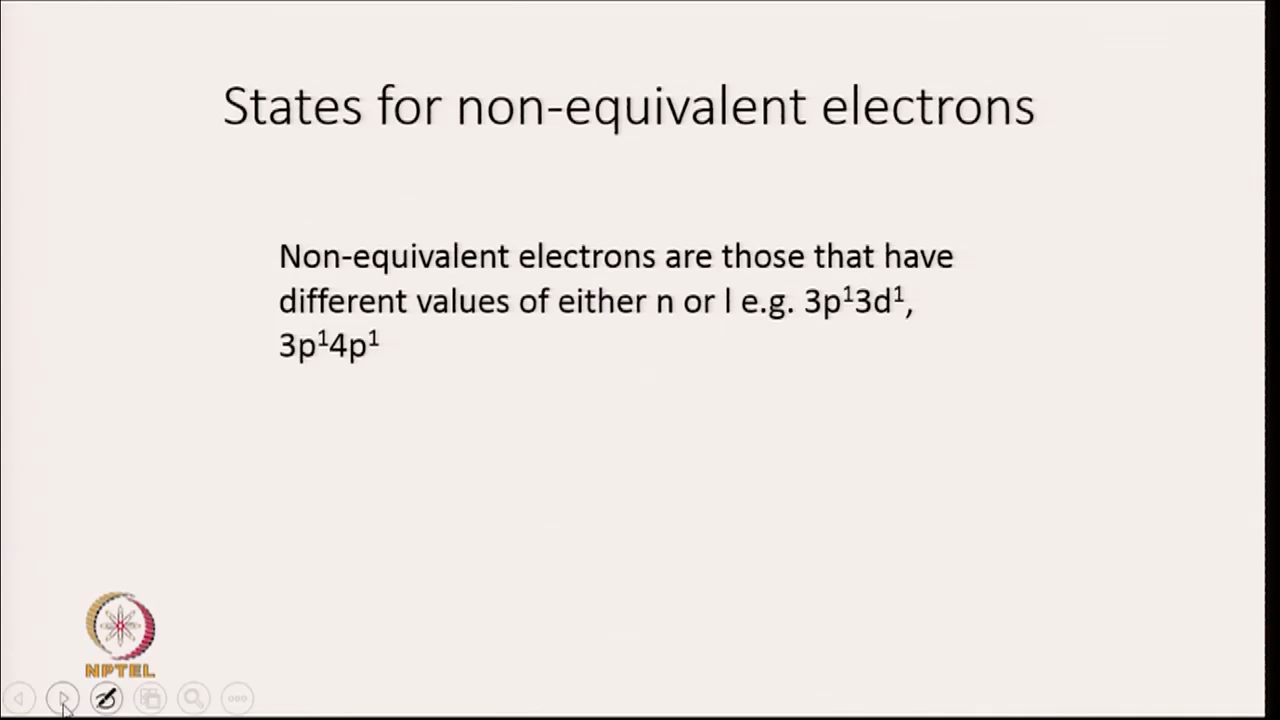 States for non-equivalent electrons
Non-equivalent electrons are those that have
different values of either n or l e.g. 3p¹3d¹,
3p¹4p¹
NPTEL